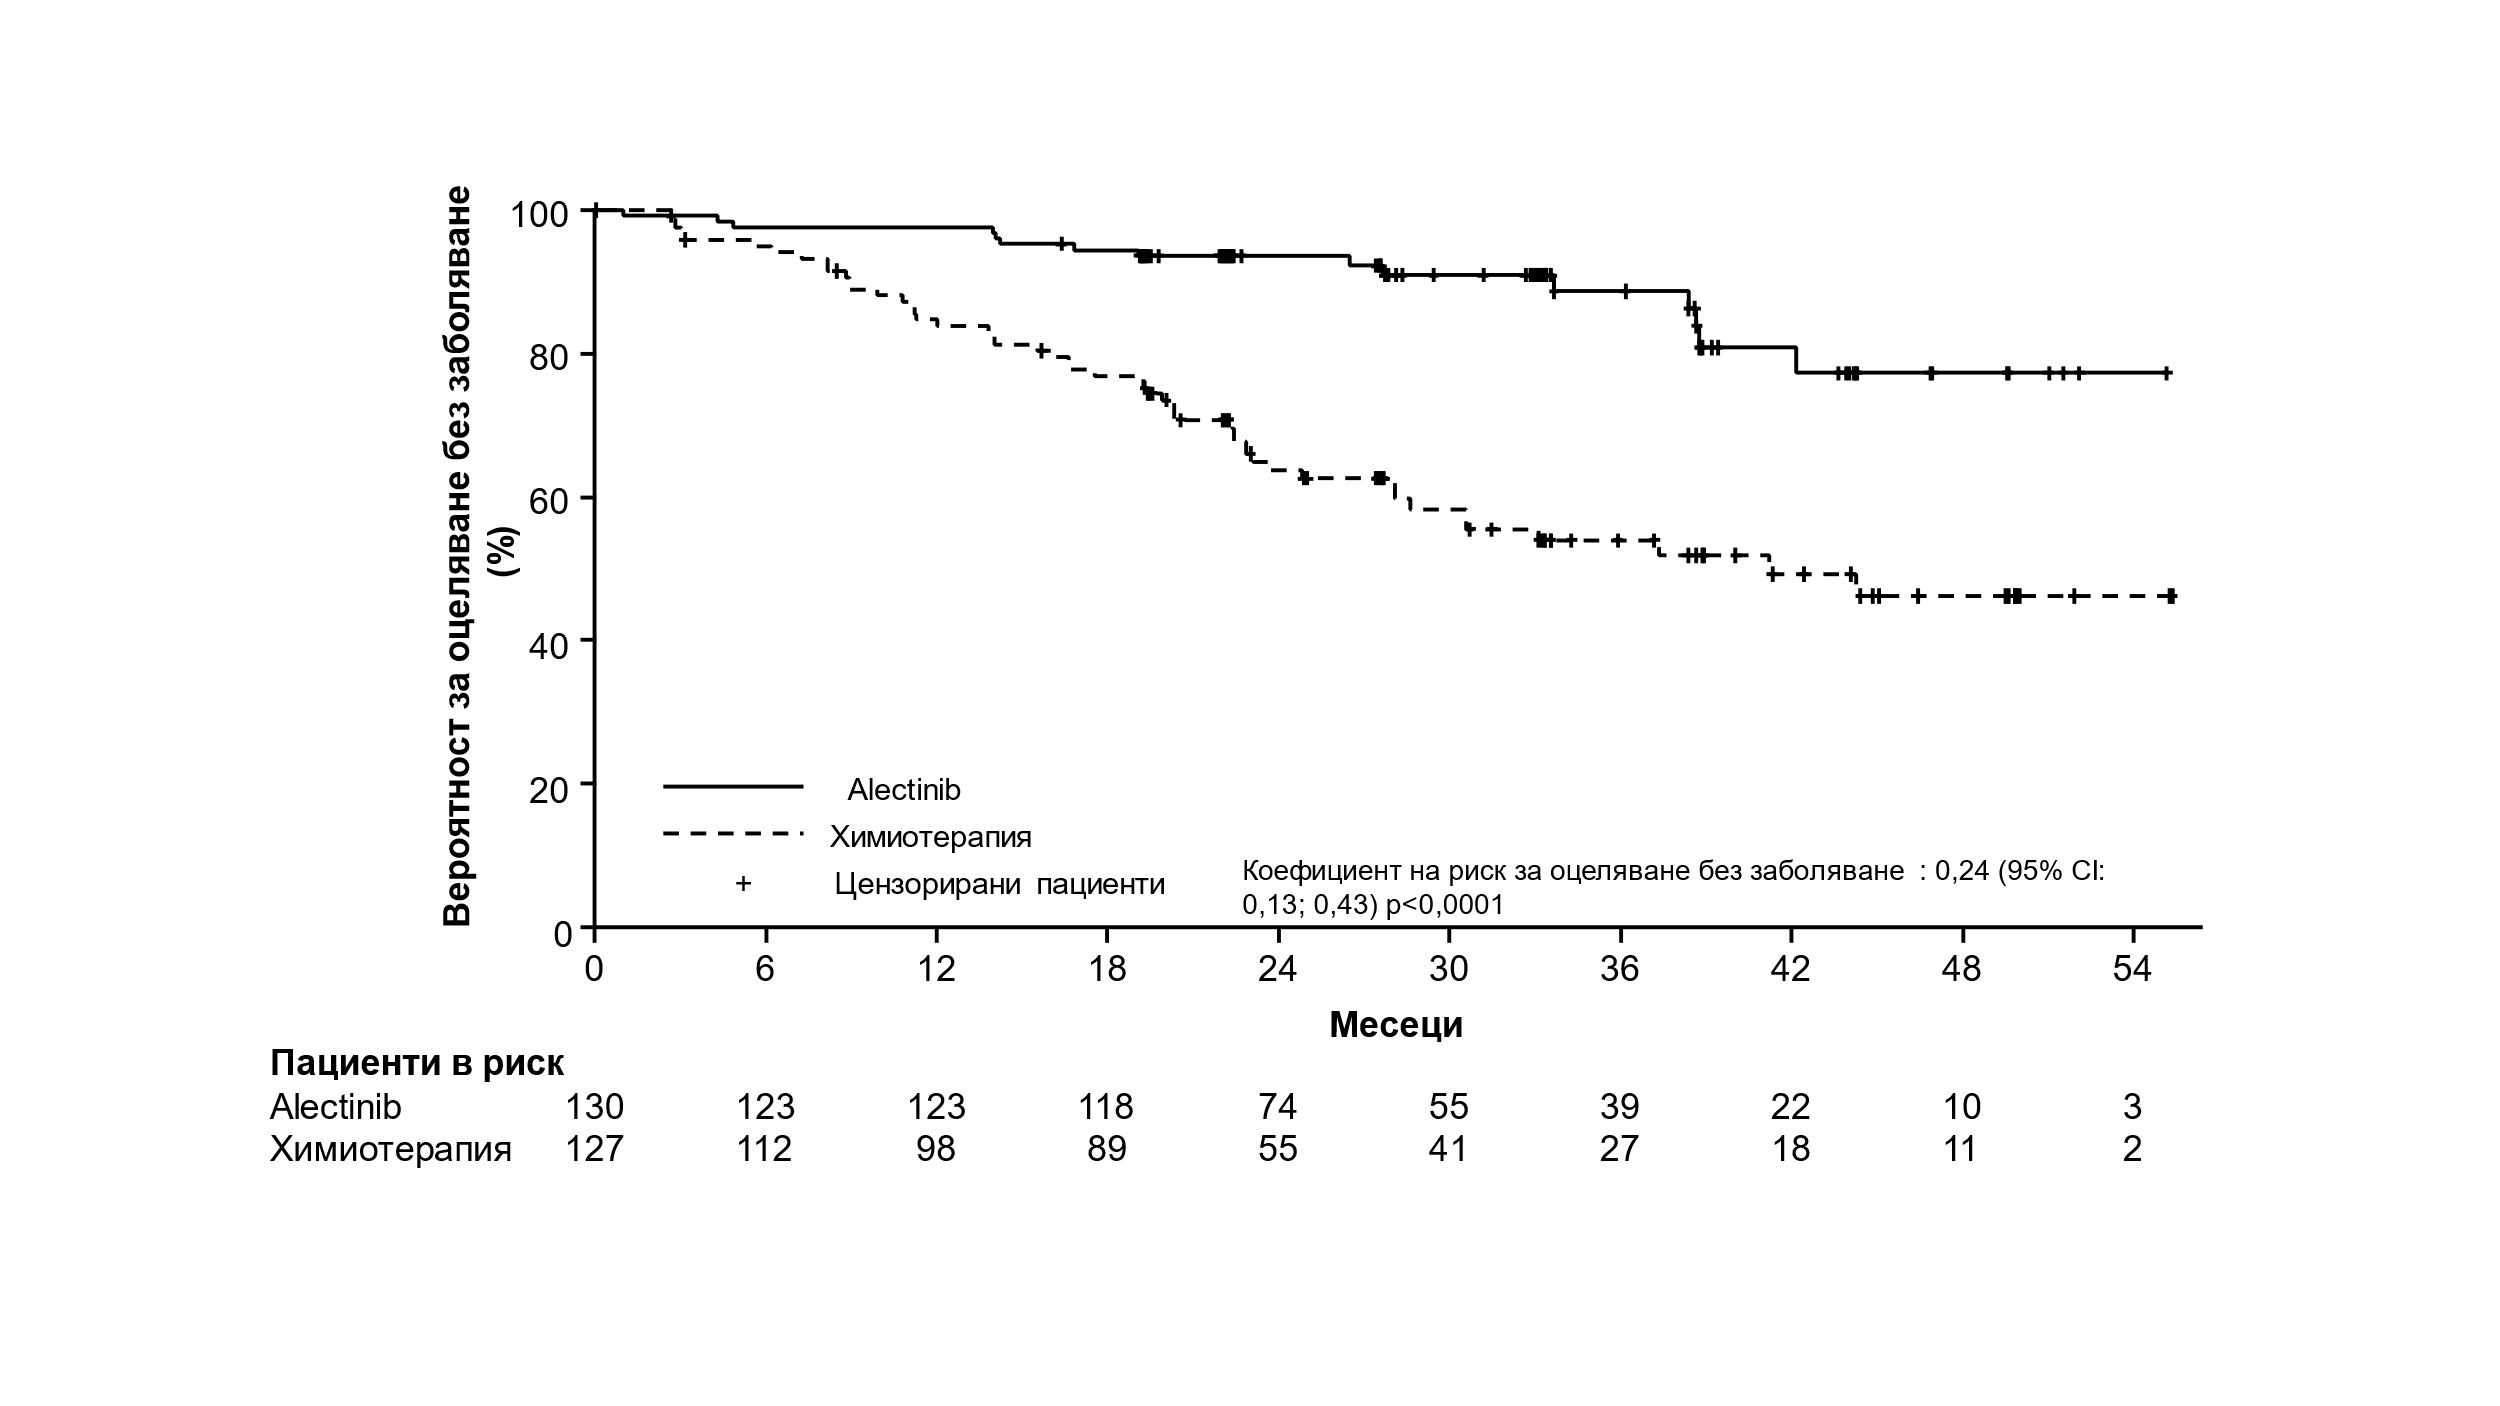 Вероятност за оцеляване без заболяване
(%)
100
80
60
40
20
0
Alectinib
Химиотерапия
+ Цензорирани пациенти
Коефициент на риск за оцеляване без заболяване : 0,24 (95% CI:
0,13; 0,43) p<0,0001
0 6 12 18 24 30 36 42 48 54
Месеци
Пациенти в риск
Alectinib 130 123 123 118 74 55 39 22 10 3
Химиотерапия 127 112 98 89 55 41 27 18 11 2